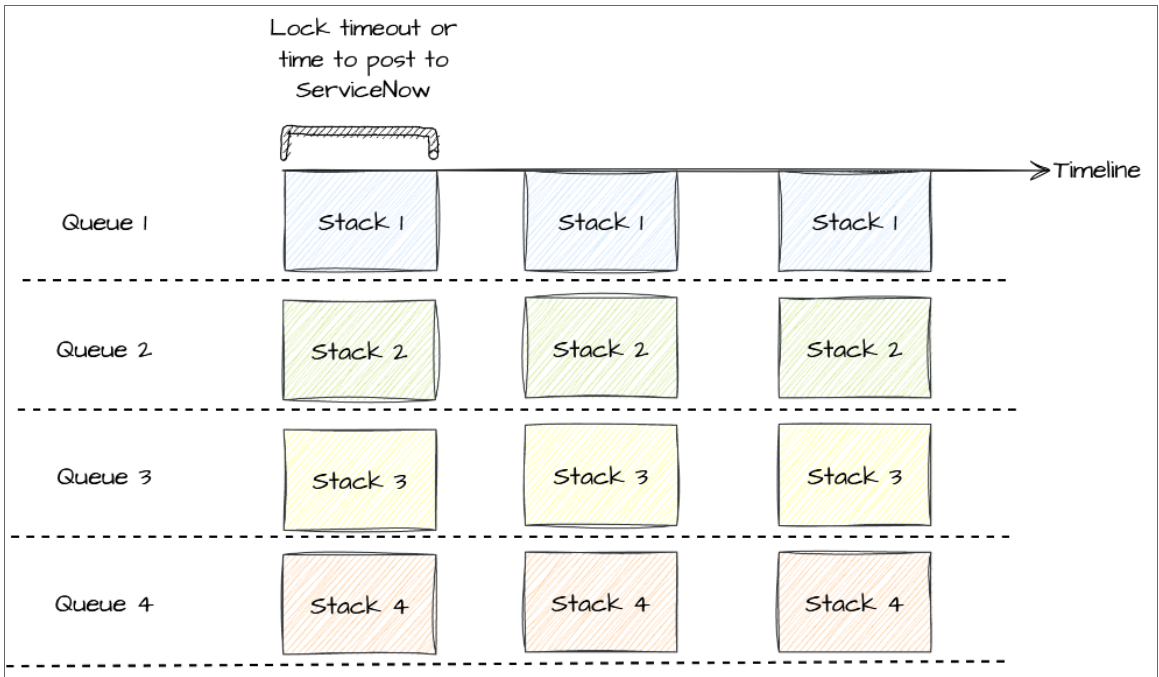 Lock timeout or
time to post to
ServiceNow
Timeline
Queue 1
Stack 1
Stack 1
Stack 1
Queue 2
Stack 2
Stack 2
Stack 2
Queue 3
Stack 3
Stack 3
Stack 3
Queue 4
Stack 4
Stack 4
Stack 4